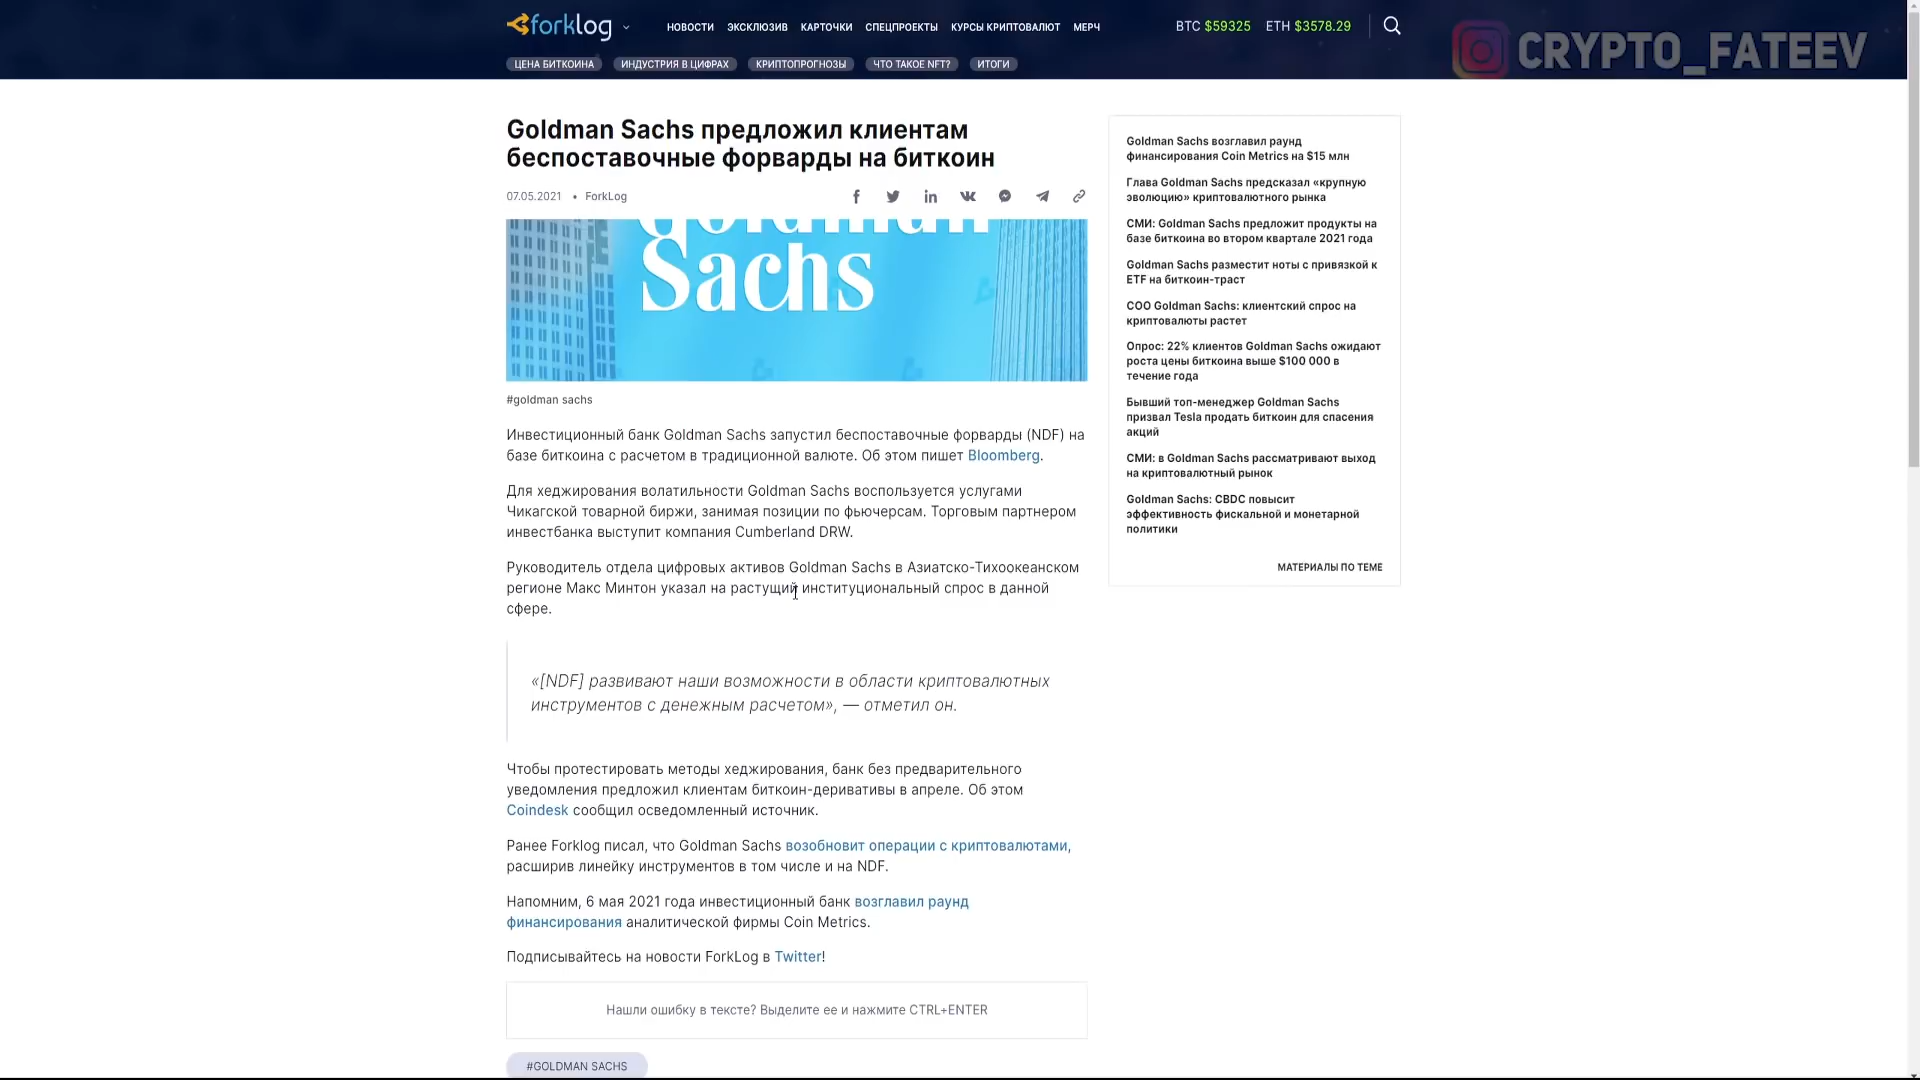 forklog
НОВОСТИ ЭКСКЛЮЗИВ КАРТОЧКИ СПЕЦПРОЕКТЫ КУРСЫ КРИПТОВАЛЮТ МЕРЧ
BTC $59325 ETH $3578.29
CRYPTO_FATEEV
ЦЕНА БИТКОИНА ИНДУСТРИЯ В ЦИФРАХ КРИПТОПРОГНОЗЫ ЧТО ТАКОЕ NFT? ИТОГИ
Goldman Sachs предложил клиентам
беспоставочные форварды на биткоин
07.05.2021 • ForkLog
Goldman
Sachs
#goldman sachs
Инвестиционный банк Goldman Sachs запустил беспоставочные форварды (NDF) на
базе биткоина с расчетом в традиционной валюте. Об этом пишет Bloomberg.
Для хеджирования волатильности Goldman Sachs воспользуется услугами
Чикагской товарной биржи, занимая позиции по фьючерсам. Торговым партнером
инвестбанка выступит компания Cumberland DRW.
Руководитель отдела цифровых активов Goldman Sachs в Азиатско-Тихоокеанском
регионе Макс Минтон указал на растущий институциональный спрос в данной
сфере.
«[NDF] развивают наши возможности в области криптовалютных
инструментов с денежным расчетом», — отметил он.
Чтобы протестировать методы хеджирования, банк без предварительного
уведомления предложил клиентам биткоин-деривативы в апреле. Об этом
Coindesk сообщил осведомленный источник.
Ранее Forklog писал, что Goldman Sachs возобновит операции с криптовалютами,
расширив линейку инструментов в том числе и на NDF.
Напомним, 6 мая 2021 года инвестиционный банк возглавил раунд
финансирования аналитической фирмы Coin Metrics.
Подписывайтесь на новости ForkLog в Twitter!
Нашли ошибку в тексте? Выделите ее и нажмите CTRL+ENTER
#GOLDMAN SACHS
Goldman Sachs возглавил раунд
финансирования Coin Metrics на $15 млн
Глава Goldman Sachs предсказал «крупную
эволюцию» криптовалютного рынка
СМИ: Goldman Sachs предложит продукты на
базе биткоина во втором квартале 2021 года
Goldman Sachs разместит ноты с привязкой к
ETF на биткоин-траст
COO Goldman Sachs: клиентский спрос на
криптовалюты растет
Опрос: 22% клиентов Goldman Sachs ожидают
роста цены биткоина выше $100 000 в
течение года
Бывший топ-менеджер Goldman Sachs
призвал Tesla продать биткоин для спасения
акций
СМИ: в Goldman Sachs рассматривают выход
на криптовалютный рынок
Goldman Sachs: CBDC повысит
эффективность фискальной и монетарной
политики
МАТЕРИАЛЫ ПО ТЕМЕ